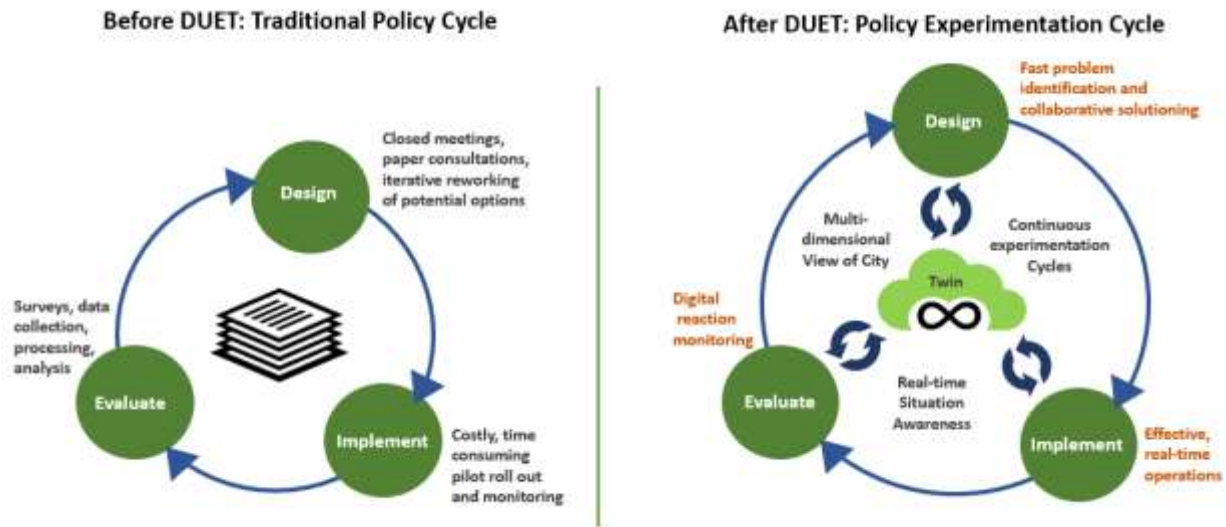 Before DUET: Traditional Policy Cycle
Design
Closed meetings,
paper consultations,
iterative reworking
of potential options
Surveys, data
collection,
processing,
analysis
Evaluate
Implement
Costly, time
consuming
pilot roll out
and monitoring
After DUET: Policy Experimentation Cycle
Fast problem
identification and
collaborative solutioning
Design
Multi-
dimensional
View of City
Continuous
experimentation
Cycles
Twin
Digital
reaction
monitoring
Evaluate
Real-time
Situation
Awareness
Implement
Effective,
real-time
operations